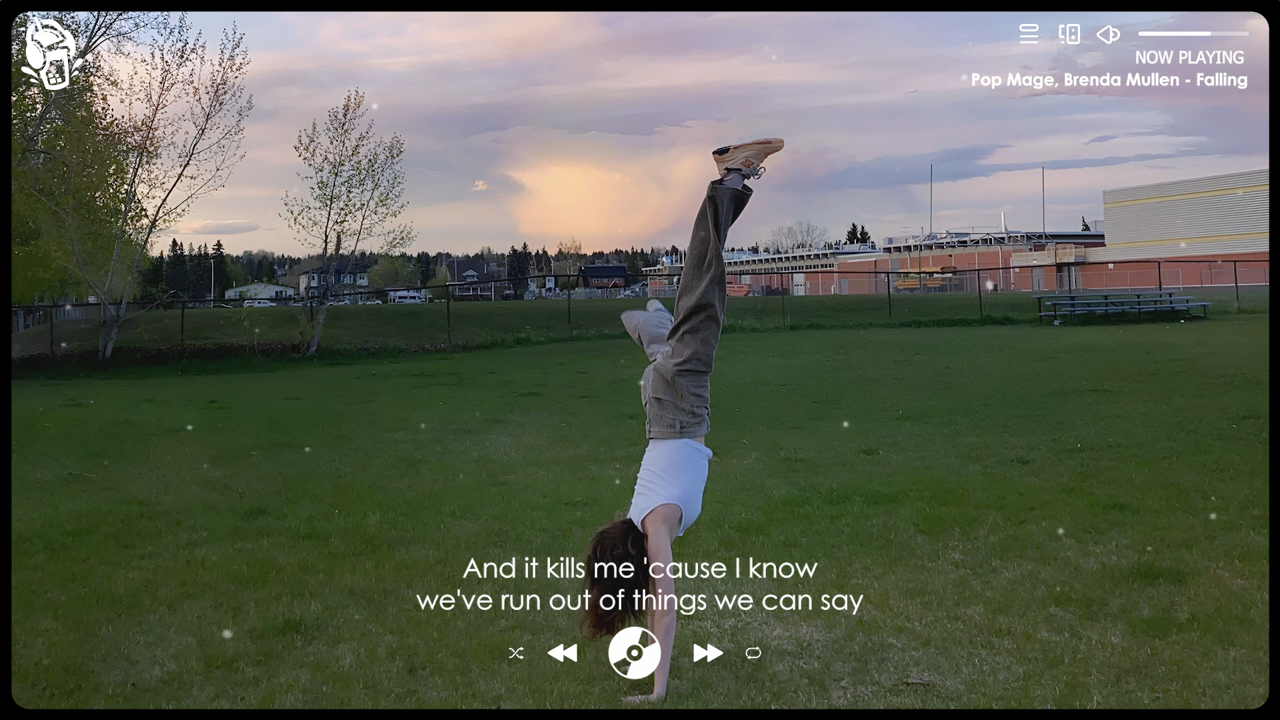 NOW PLAYING
Pop Mage, Brenda Mullen - Falling
And it kills me 'cause I know
we've run out of things we can say